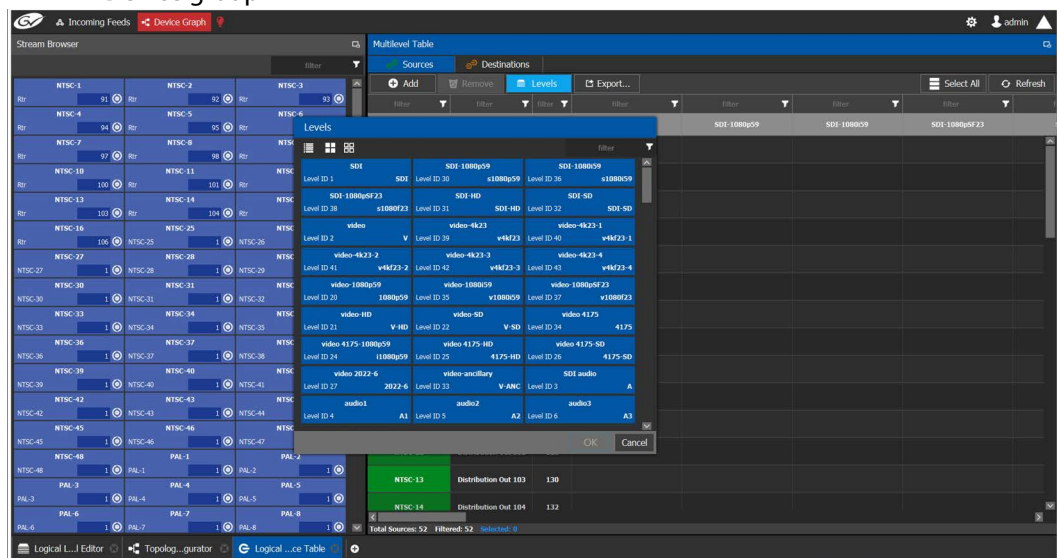 GV Incoming Feeds Device Graph admin
Stream Browser
filter
NTSC-1 NTSC-2 NTSC-3
Rtr 91 Rtr 92 Rtr 93
NTSC-4 NTSC-5 NTSC-6
Rtr 94 Rtr 95 Rtr
NTSC-7 NTSC-8 NTSC
Rtr 97 Rtr 98 Rtr
NTSC-10 NTSC-11 NTSC
Rtr 100 Rtr 101 Rtr
NTSC-13 NTSC-14 NTSC
Rtr 103 Rtr 104 Rtr
NTSC-16 NTSC-25 NTSC
Rtr 106 NTSC-25 1 NTSC-26
NTSC-27 NTSC-28 NTSC
NTSC-27 1 NTSC-28 1 NTSC-29
NTSC-30 NTSC-31 NTSC
NTSC-30 1 NTSC-31 1 NTSC-32
NTSC-33 NTSC-34 NTSC
NTSC-33 1 NTSC-34 1 NTSC-35
NTSC-36 NTSC-37 NTSC
NTSC-36 1 NTSC-37 1 NTSC-38
NTSC-39 NTSC-40 NTSC
NTSC-39 1 NTSC-40 1 NTSC-41
NTSC-42 NTSC-43 NTSC
NTSC-42 1 NTSC-43 1 NTSC-44
NTSC-45 NTSC-46 NTSC
NTSC-45 1 NTSC-46 1 NTSC-47
NTSC-48 PAL-1 PAL-2
NTSC-48 1 PAL-1 1 PAL-2 1
PAL-3 PAL-4 PAL-5
PAL-3 1 PAL-4 1 PAL-5 1
PAL-6 PAL-7 PAL-8
PAL-6 1 PAL-7 1 PAL-8 1
Multilevel Table
Sources Destinations
Add Remove Levels Export... Select All Refresh
filter filter filter filter filter filter filter
SDI-1080p59 SDI-1080i59 SDI-1080pSF23
Levels
filter
SDI SDI-1080p59 SDI-1080i59
Level ID 1 SDI Level ID 30 s1080p59 Level ID 36 s1080i59
SDI-1080pSF23 SDI-HD SDI-SD
Level ID 38 s1080f23 Level ID 31 SDI-HD Level ID 32 SDI-SD
video video-4k23 video-4k23-1
Level ID 2 V Level ID 39 v4kf23 Level ID 40 v4kf23-1
video-4k23-2 video-4k23-3 video-4k23-4
Level ID 41 v4kf23-2 Level ID 42 v4kf23-3 Level ID 43 v4kf23-4
video-1080p59 video-1080i59 video-1080pSF23
Level ID 20 1080p59 Level ID 35 v1080i59 Level ID 37 v1080f23
video-HD video-SD video 4175
Level ID 21 V-HD Level ID 22 V-SD Level ID 34 4175
video 4175-1080p59 video 4175-HD video 4175-SD
Level ID 24 i1080p59 Level ID 25 4175-HD Level ID 26 4175-SD
video 2022-6 video-ancillary SDI audio
Level ID 27 2022-6 Level ID 33 V-ANC Level ID 3 A
audio1 audio2 audio3
Level ID 4 A1 Level ID 5 A2 Level ID 6 A3
OK Cancel
NTSC-13 Distribution Out 103 130
NTSC-14 Distribution Out 104 132
Total Sources: 52 Filtered: 52 Selected: 0
Logical L...l Editor Topolog...gurator Logical ...ce Table